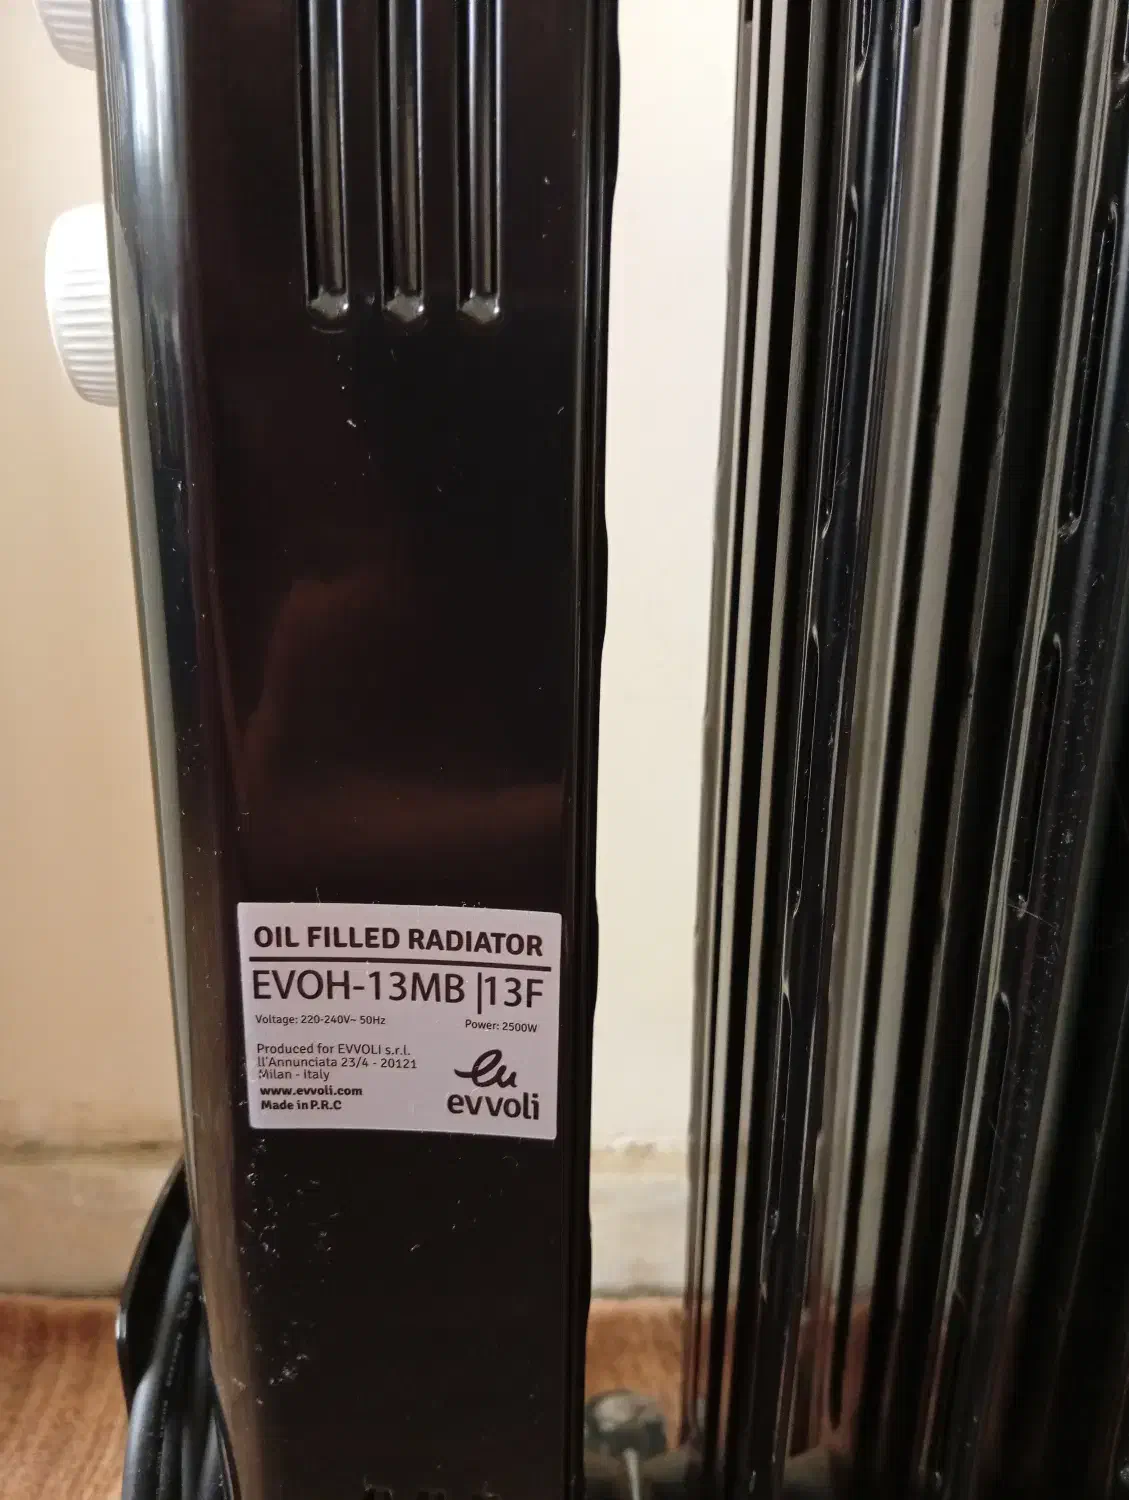 OIL FILLED RADIATOR
EVOH-13MB |13F
Voltage: 220-240V~ 50Hz
Power: 2500W
Produced for EVVOLI s.r.l.
ll'Annunciata 23/4 - 20121
Milan - Italy
www.evvoli.com
Made in P.R.C
eu
evvoli